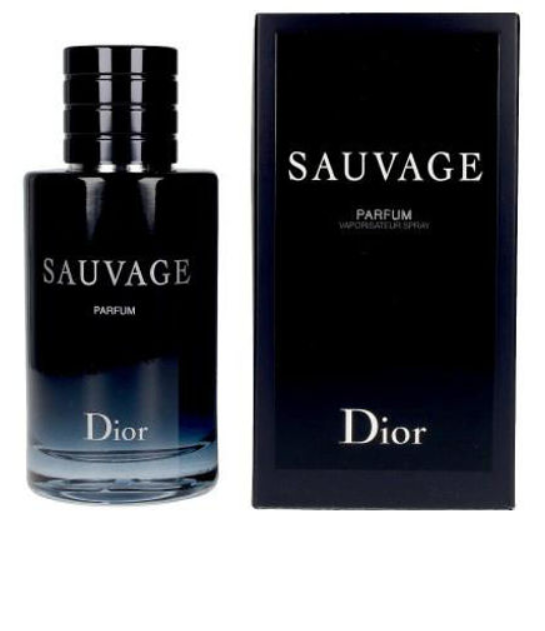 SAUVAGE
PARFUM
Dior
SAUVAGE
PARFUM
VAPORISATEUR SPRAY
Dior